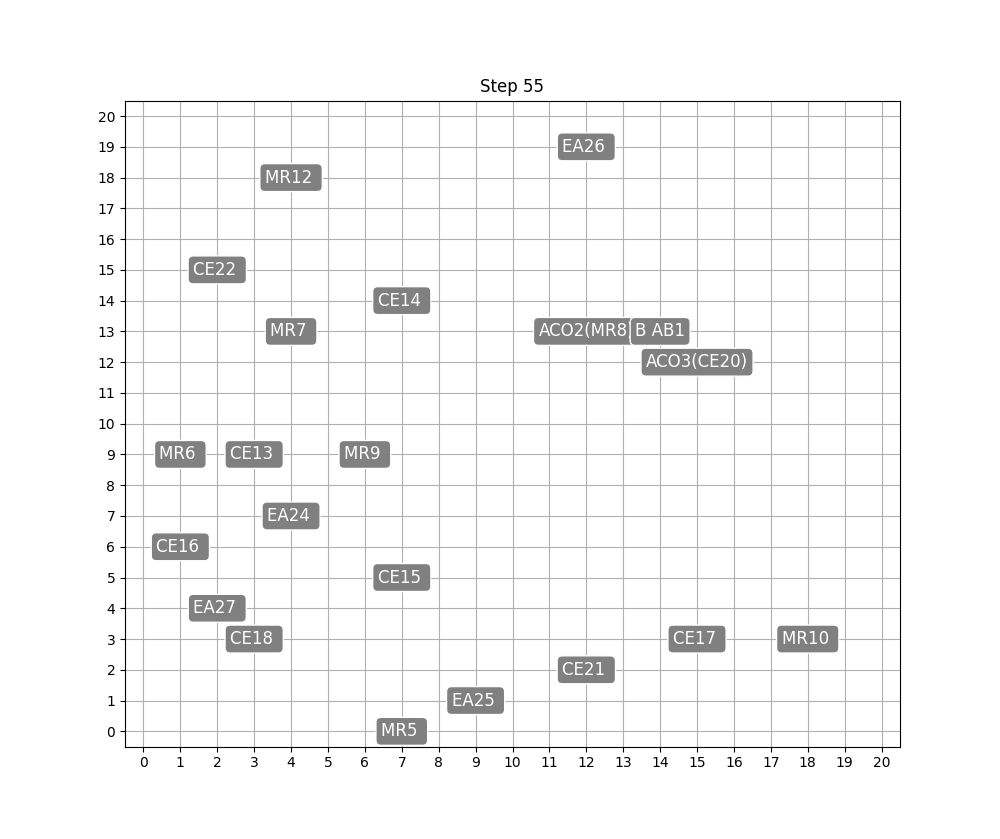 Step 55
20
19 EA26
18 MR12
17
16
15 CE22
14 CE14
13 MR7 ACO2(MR8 B AB1
12 ACO3(CE20)
11
10
9 MR6 CE13 MR9
8
7 EA24
6 CE16
5 CE15
4 EA27
3 CE18 CE17 MR10
2 CE21
1 EA25
0 MR5
0 1 2 3 4 5 6 7 8 9 10 11 12 13 14 15 16 17 18 19 20